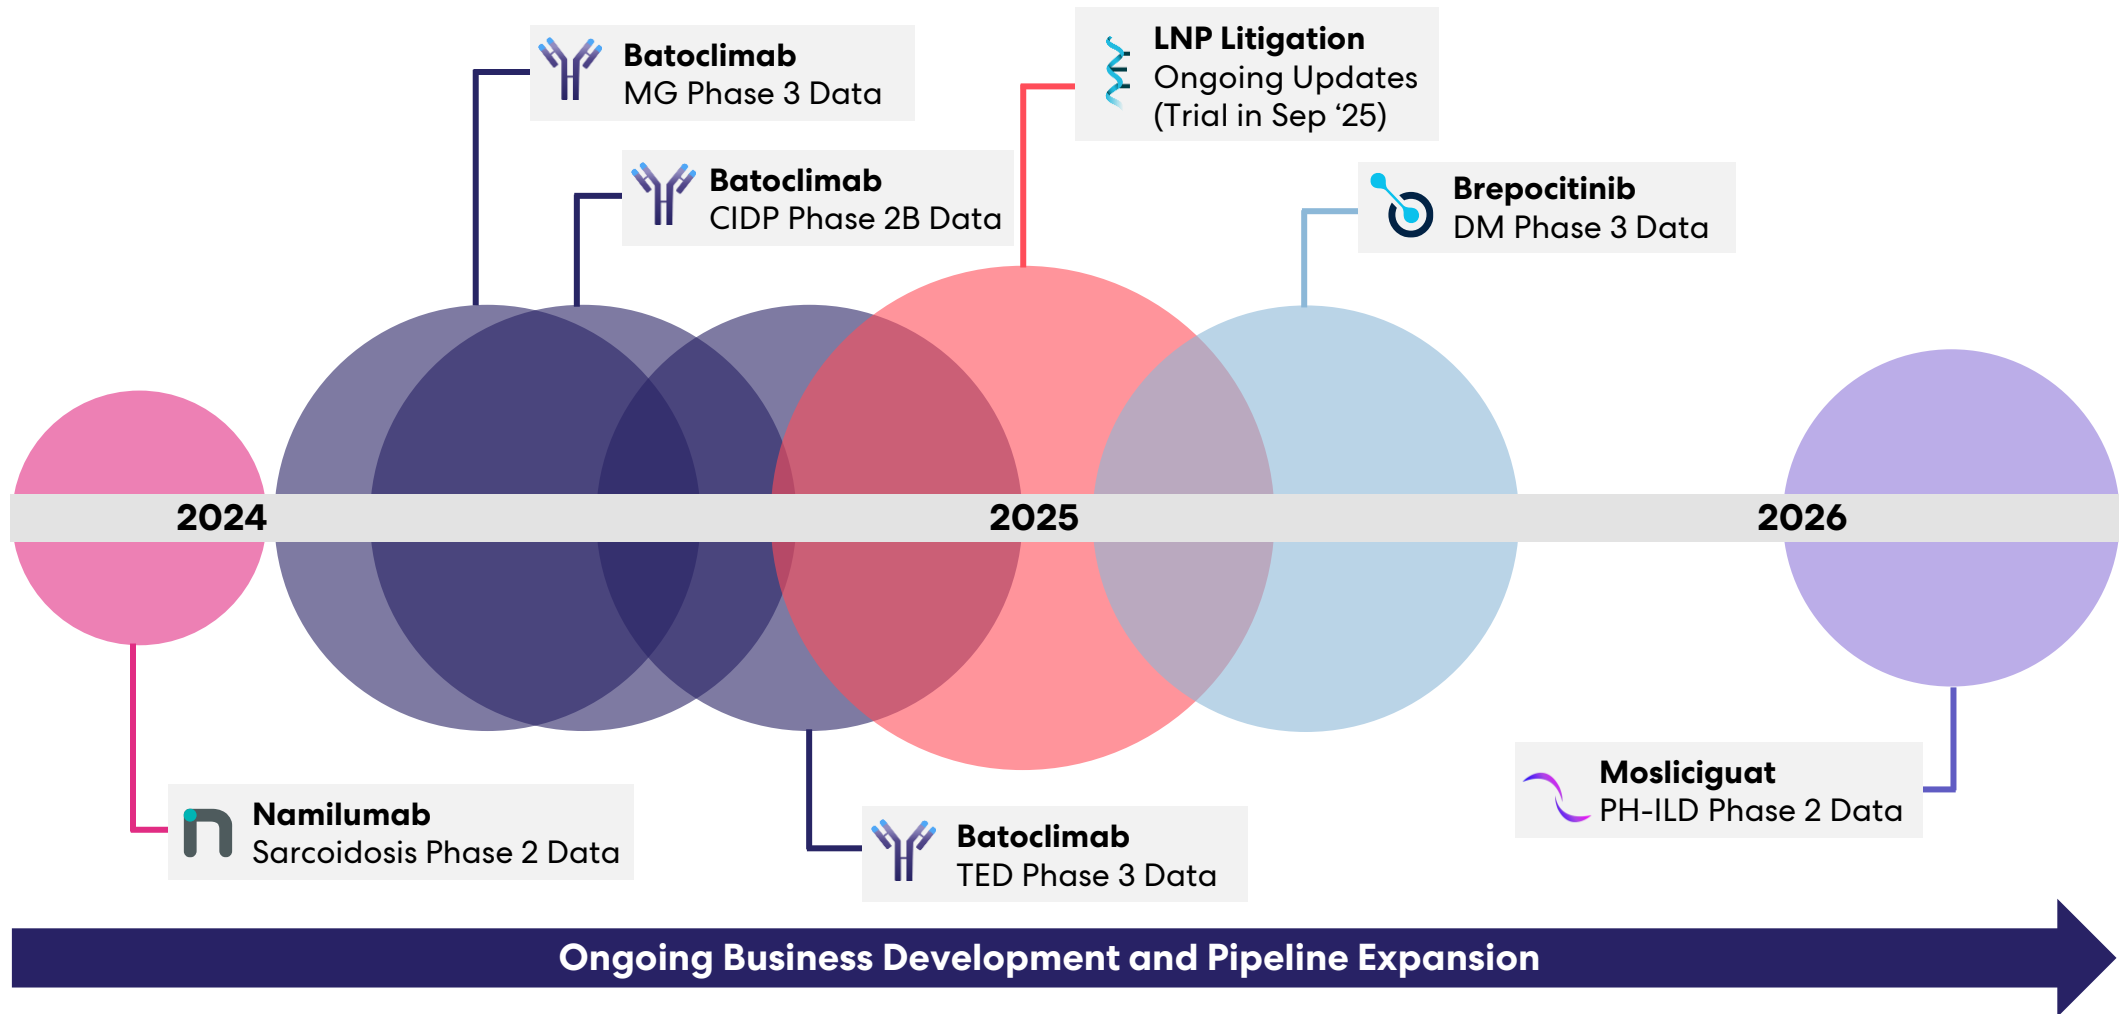 Batoclimab
MG Phase 3 Data
LNP Litigation
Ongoing Updates
(Trial in Sep ‘25)
Batoclimab
CIDP Phase 2B Data
Brepocitinib
DM Phase 3 Data
2024
2025
2026
Namilumab
Sarcoidosis Phase 2 Data
Batoclimab
TED Phase 3 Data
Mosliciguat
PH-ILD Phase 2 Data
Ongoing Business Development and Pipeline Expansion